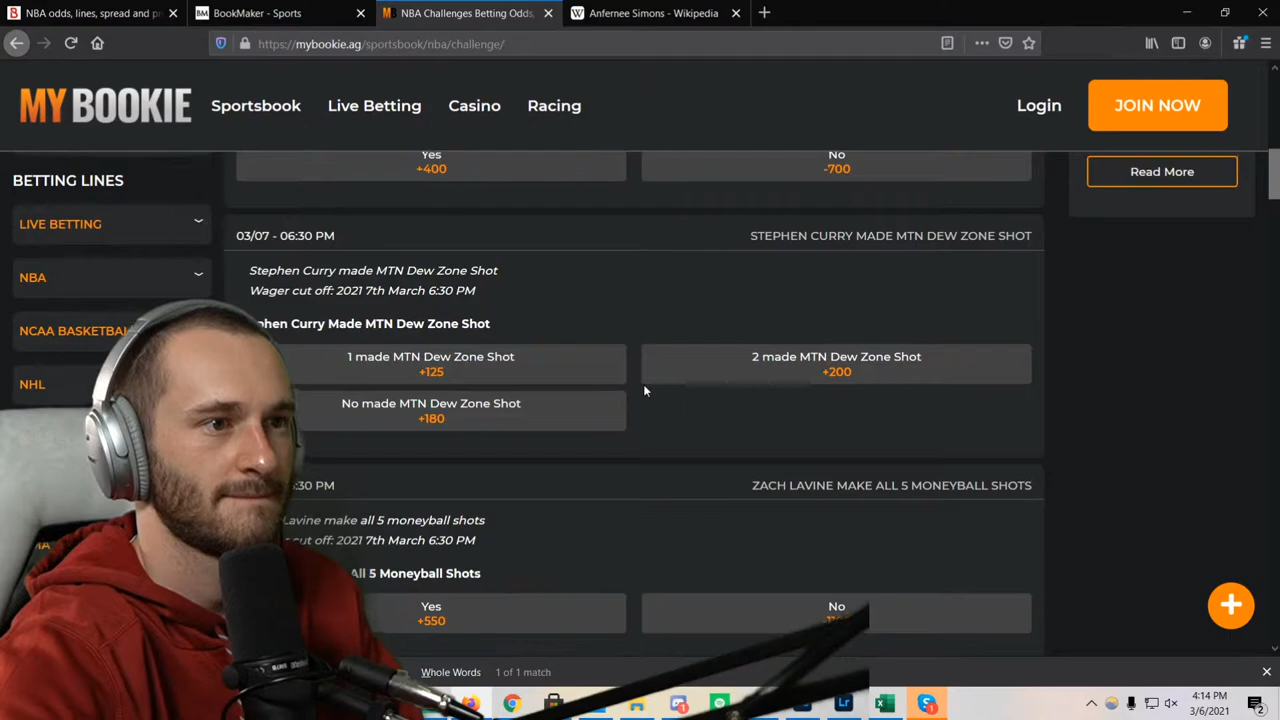 NBA odds, lines, spread and pr
BookMaker - Sports
NBA Challenges Betting Odds,
Anfernee Simons - Wikipedia
https://mybookie.ag/sportsbook/nba/challenge/
MY BOOKIE
Sportsbook
Live Betting
Casino
Racing
Login
JOIN NOW
BETTING LINES
LIVE BETTING
NBA
NCAA BASKETBAL
NHL
MA
Yes
+400
No
-700
Read More
03/07 - 06:30 PM
STEPHEN CURRY MADE MTN DEW ZONE SHOT
Stephen Curry made MTN Dew Zone Shot
Wager cut off: 2021 7th March 6:30 PM
phen Curry Made MTN Dew Zone Shot
1 made MTN Dew Zone Shot
+125
2 made MTN Dew Zone Shot
+200
No made MTN Dew Zone Shot
+180
:30 PM
ZACH LAVINE MAKE ALL 5 MONEYBALL SHOTS
Lavine make all 5 moneyball shots
cut off: 2021 7th March 6:30 PM
All 5 Moneyball Shots
Yes
+550
No
Whole Words
1 of 1 match
4:14 PM
3/6/2021